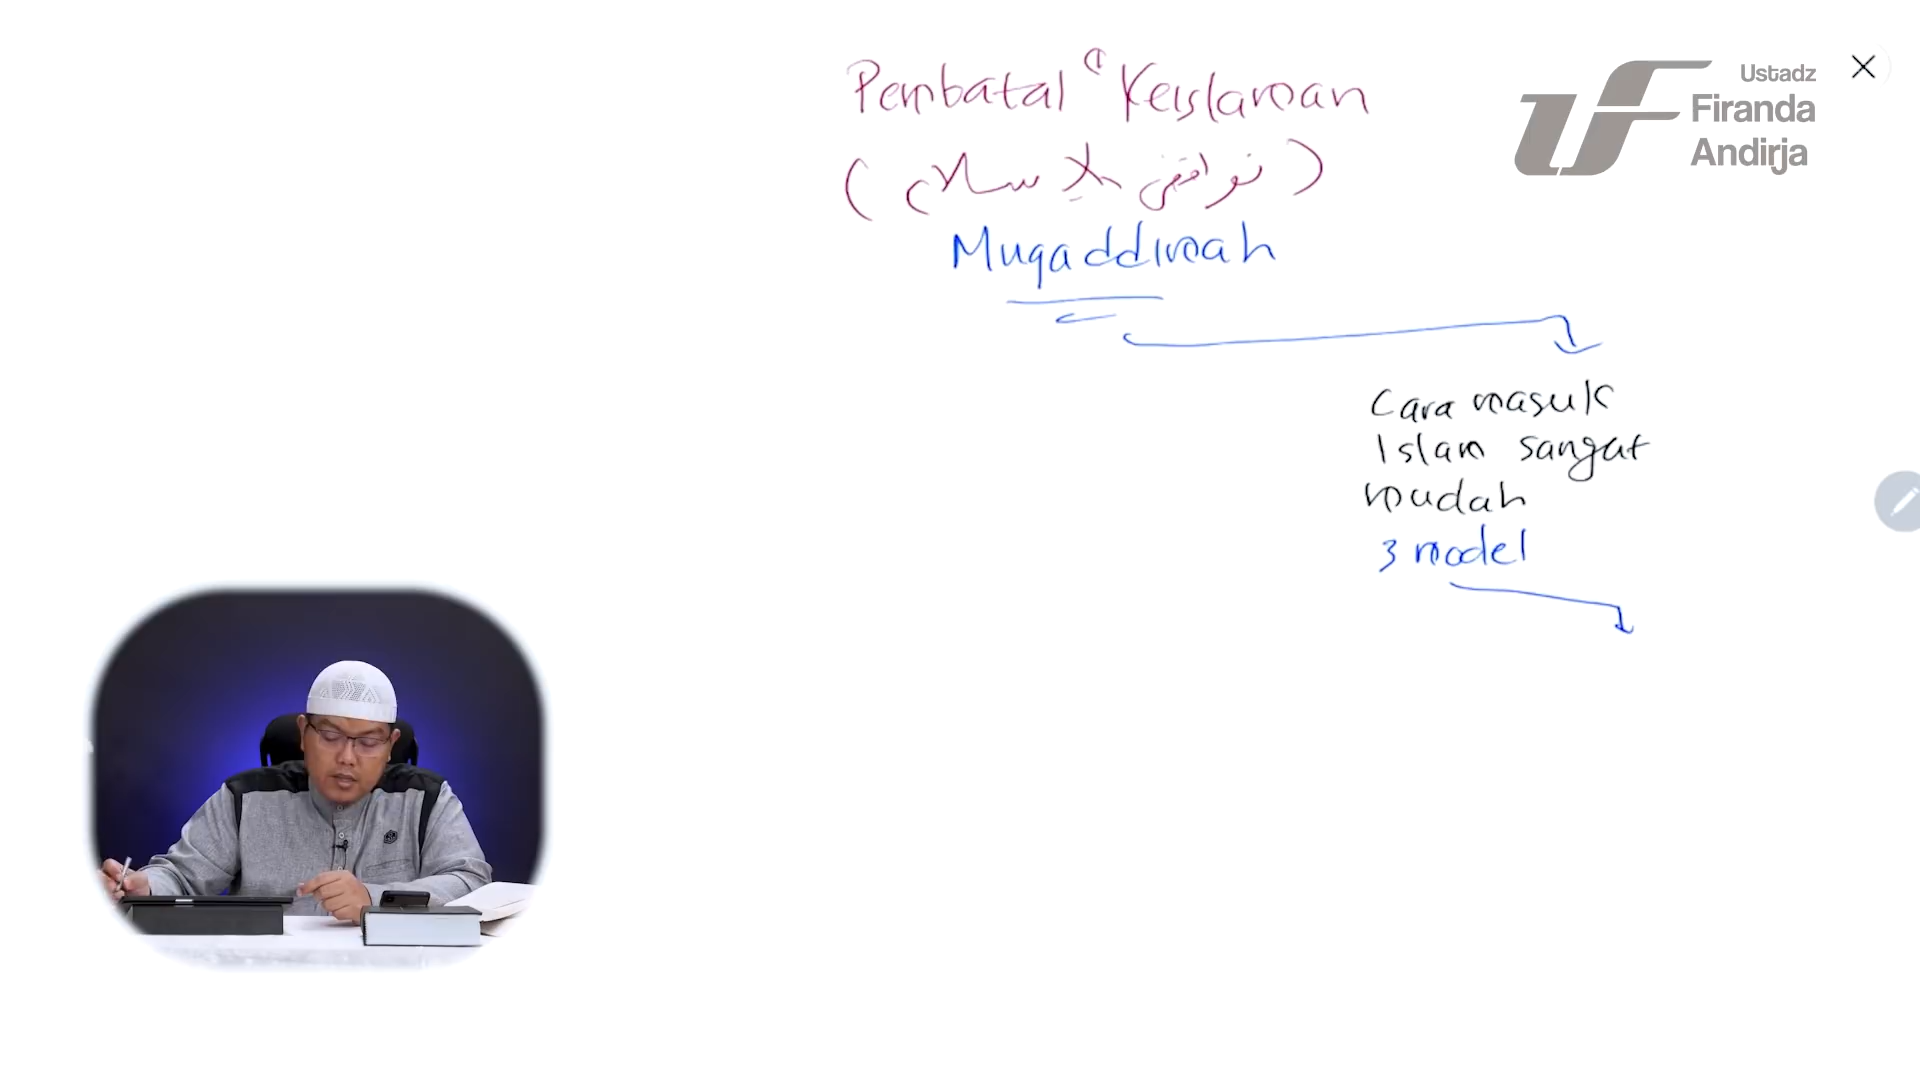 Pembatal² Keislaman
(نواقض الإسلام)
Muqaddimah
Cara masuk
Islam sangat
mudah
3 model
Ustadz
Firanda
Andirja